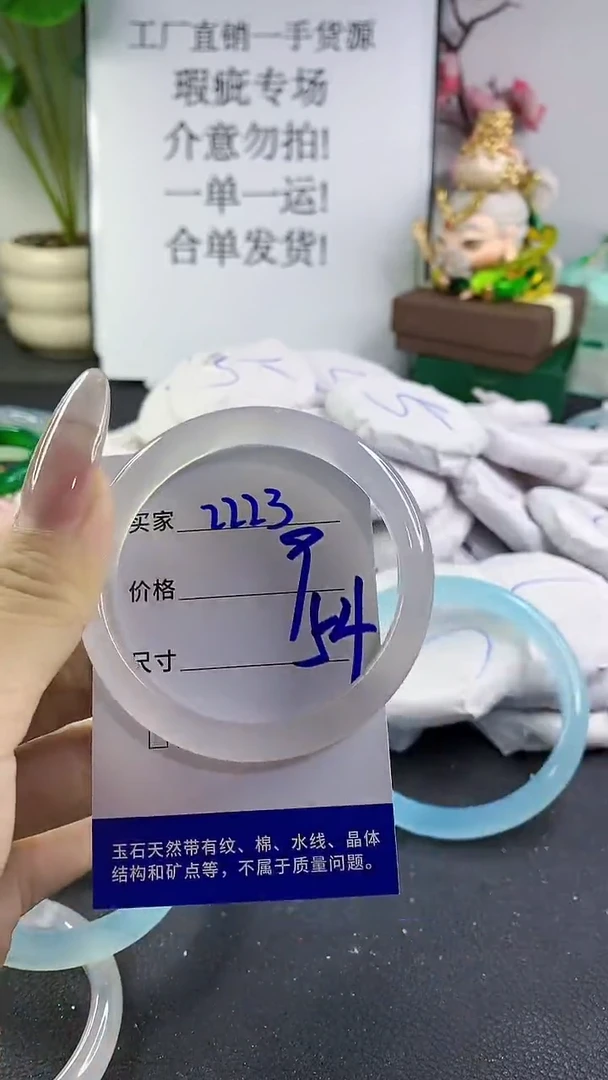 工厂直销一手货源
瑕疵专场
介意勿拍!
一单一运!
合单发货!
买家 2223
价格
尺寸 54
玉石天然带有纹、棉、水线、晶体
结构和矿点等，不属于质量问题。